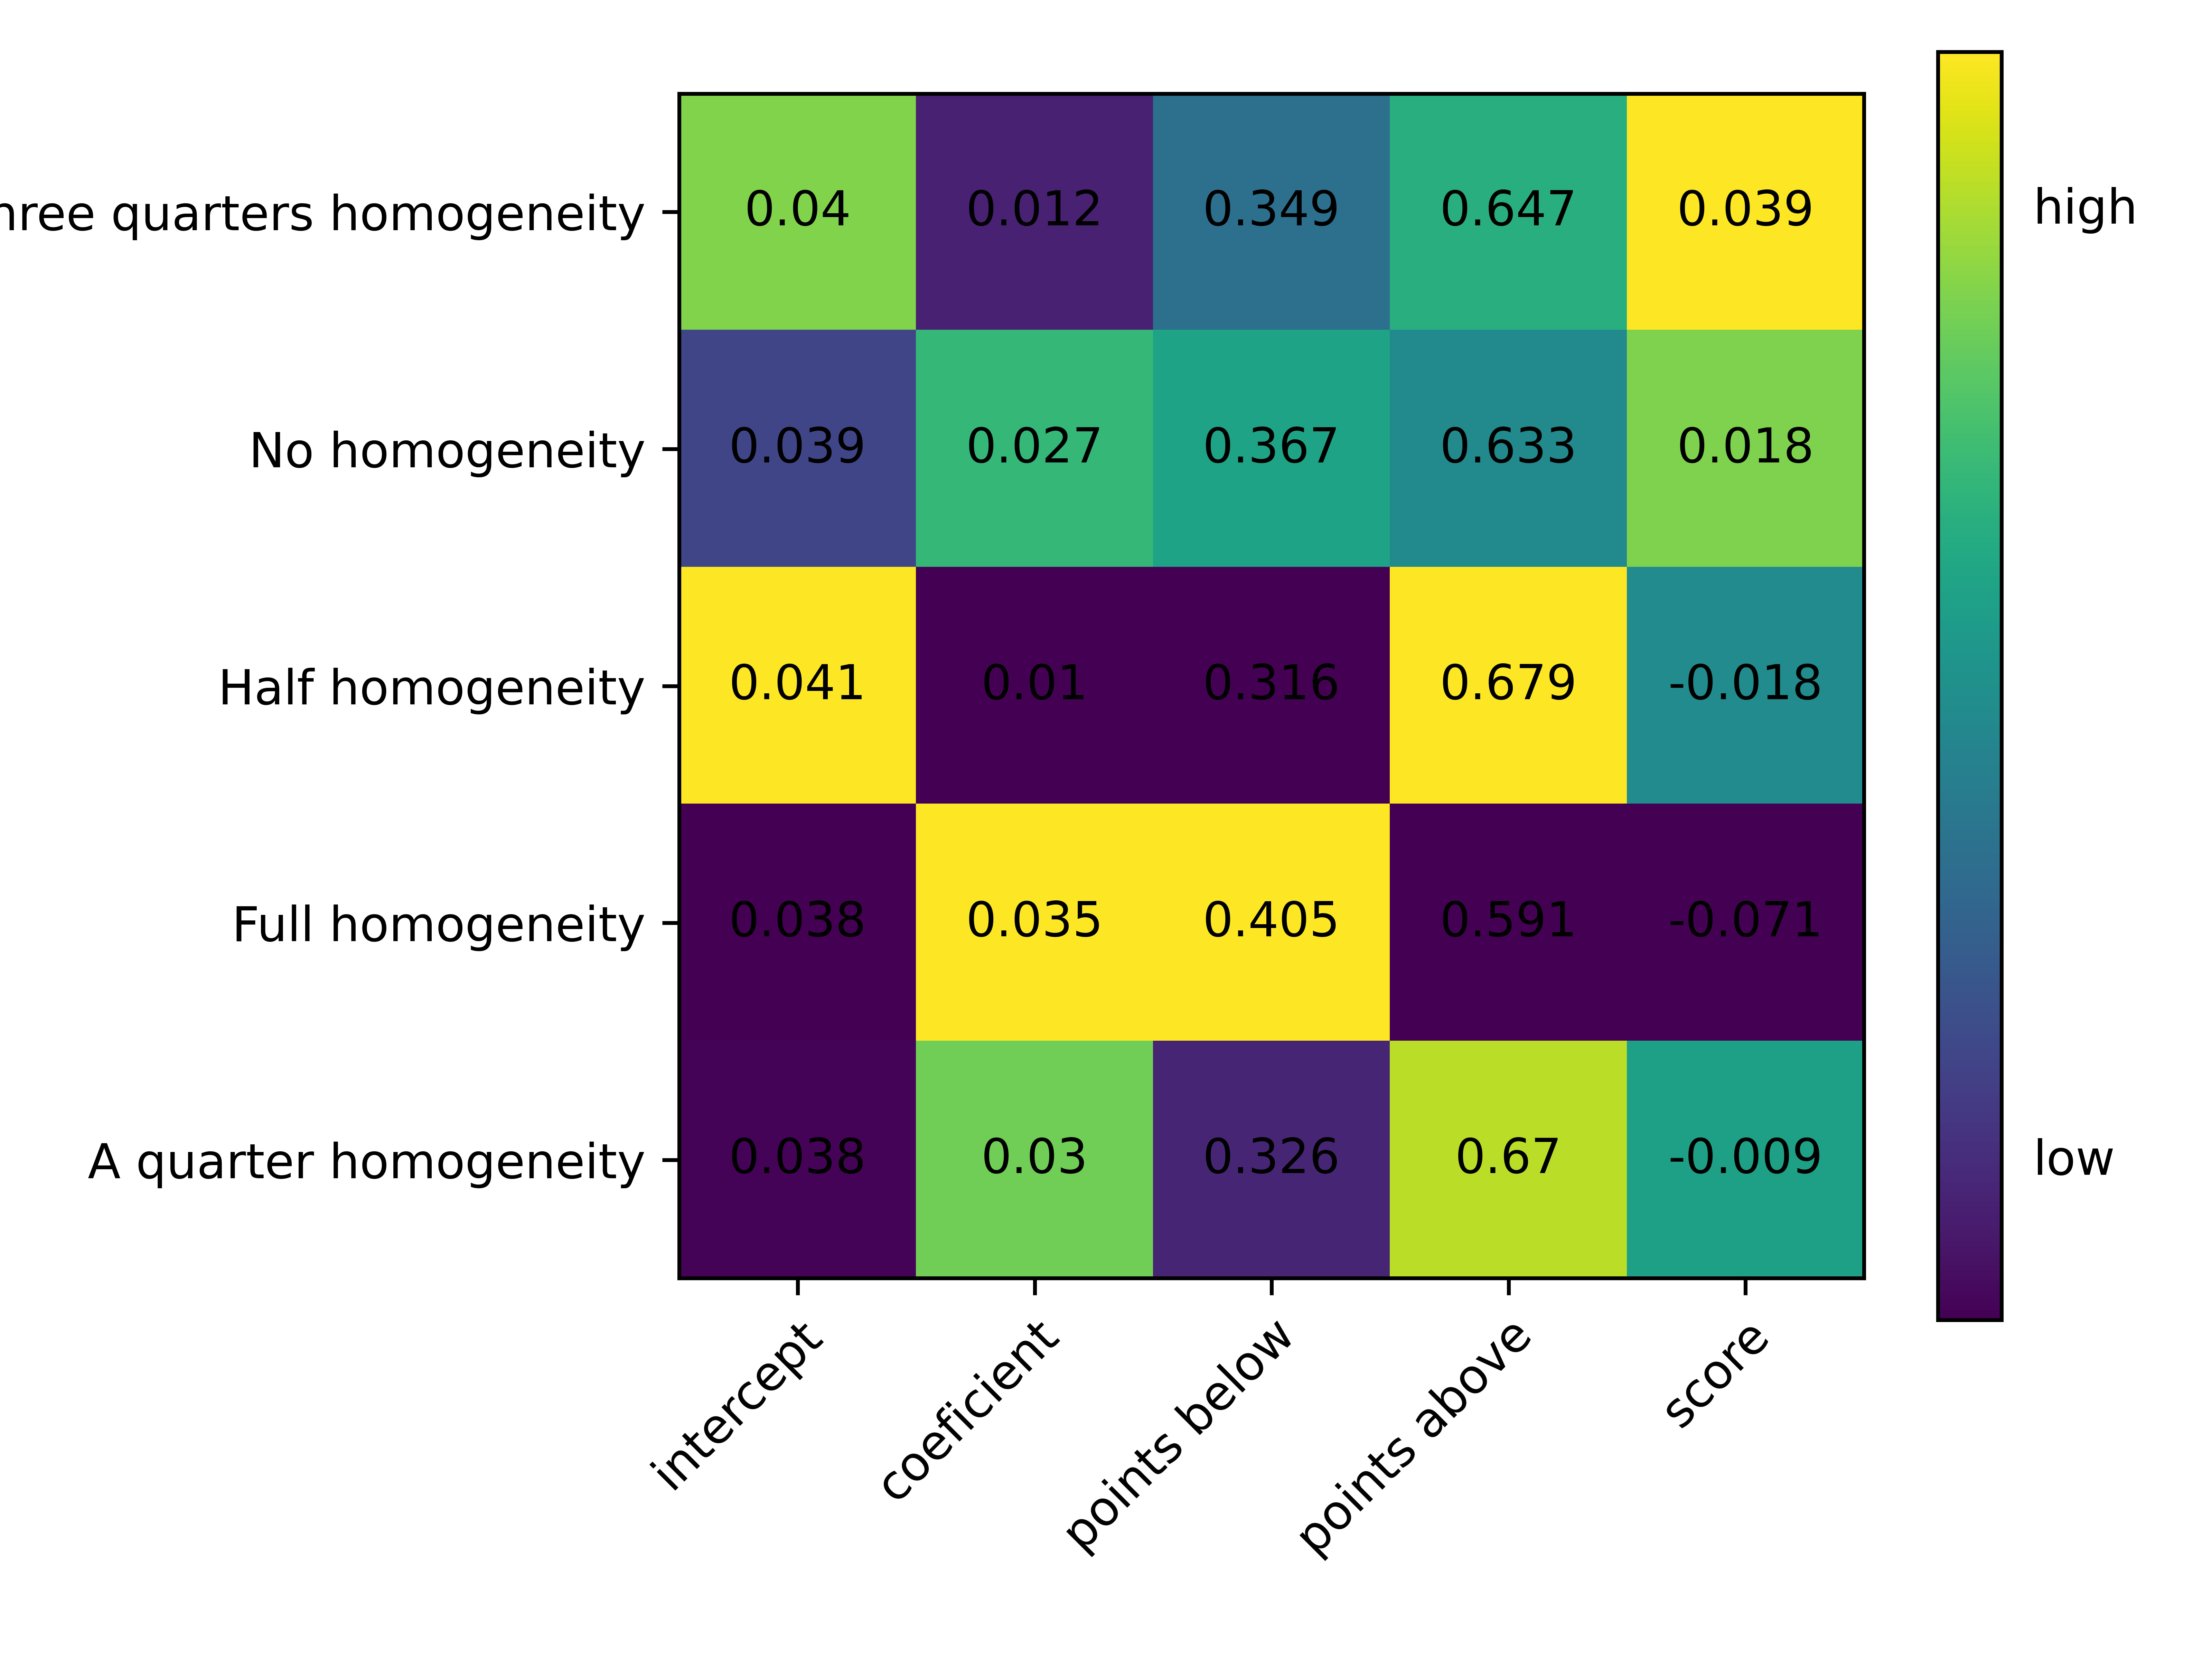 hree quarters homogeneity 0.04 0.012 0.349 0.647 0.039 high
No homogeneity 0.039 0.027 0.367 0.633 0.018
Half homogeneity 0.041 0.01 0.316 0.679 -0.018
Full homogeneity 0.038 0.035 0.405 0.591 -0.071
A quarter homogeneity 0.038 0.03 0.326 0.67 -0.009 low
intercept coeficient points below points above score